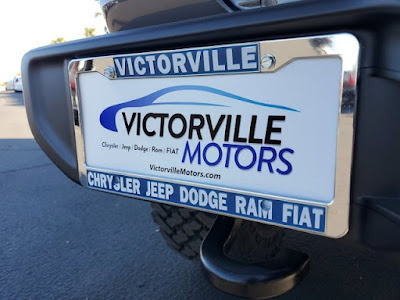 VICTORVILLE
VICTORVILLE
Chrysler | Jeep | Dodge | Ram | FIAT
MOTORS
VictorvilleMotors.com
CHRYSLER JEEP DODGE RAM FIAT